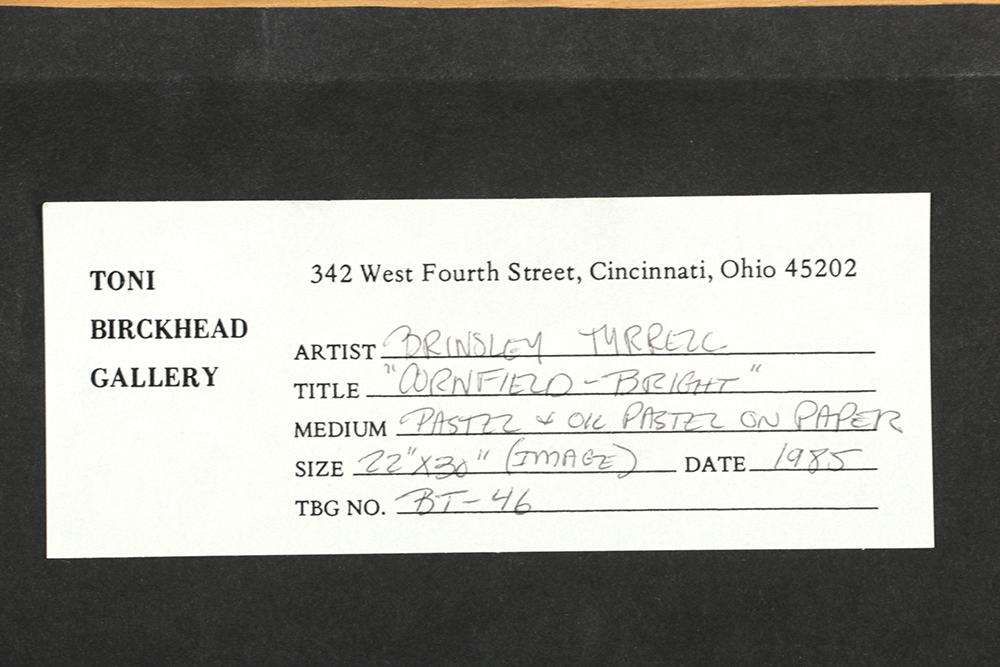 TONI
BIRCKHEAD
GALLERY
342 West Fourth Street, Cincinnati, Ohio 45202
ARTIST BRINSLEY TYRRELL
TITLE "CORNFIELD - BRIGHT"
MEDIUM PASTEL & OIL PASTEL ON PAPER
SIZE 22" X 30" (IMAGE) DATE 1985
TBG NO. BT-46